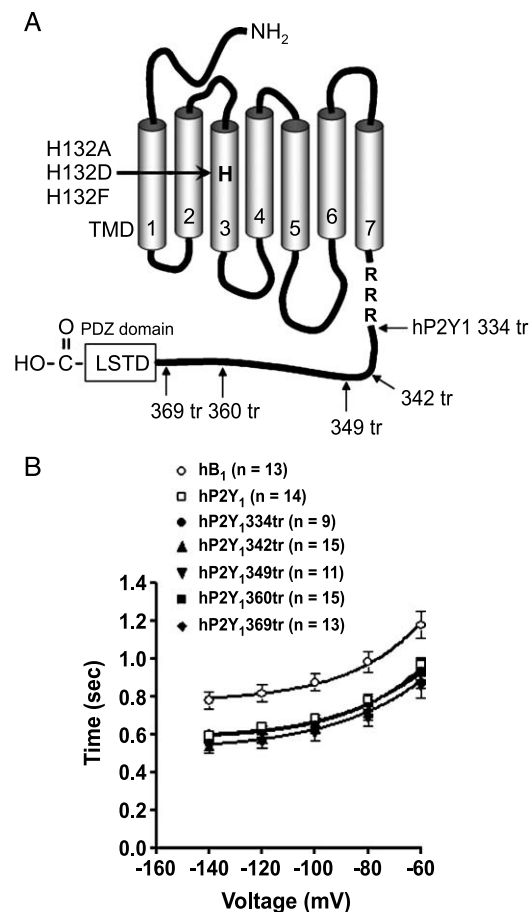 A
NH₂
H132A
H132D
H132F
H
TMD 1 2 3 4 5 6 7
R
R
R
hP2Y1 334 tr
O
PDZ domain
HO-C
LSTD
342 tr
369 tr 360 tr 349 tr
B
hB₁ (n = 13)
hP2Y₁ (n = 14)
hP2Y₁334tr (n = 9)
hP2Y₁342tr (n = 15)
hP2Y₁349tr (n = 11)
hP2Y₁360tr (n = 15)
hP2Y₁369tr (n = 13)
1.4
1.2
1.0
0.8
0.6
0.4
0.2
0.0
Time (sec)
-160 -140 -120 -100 -80 -60
Voltage (mV)